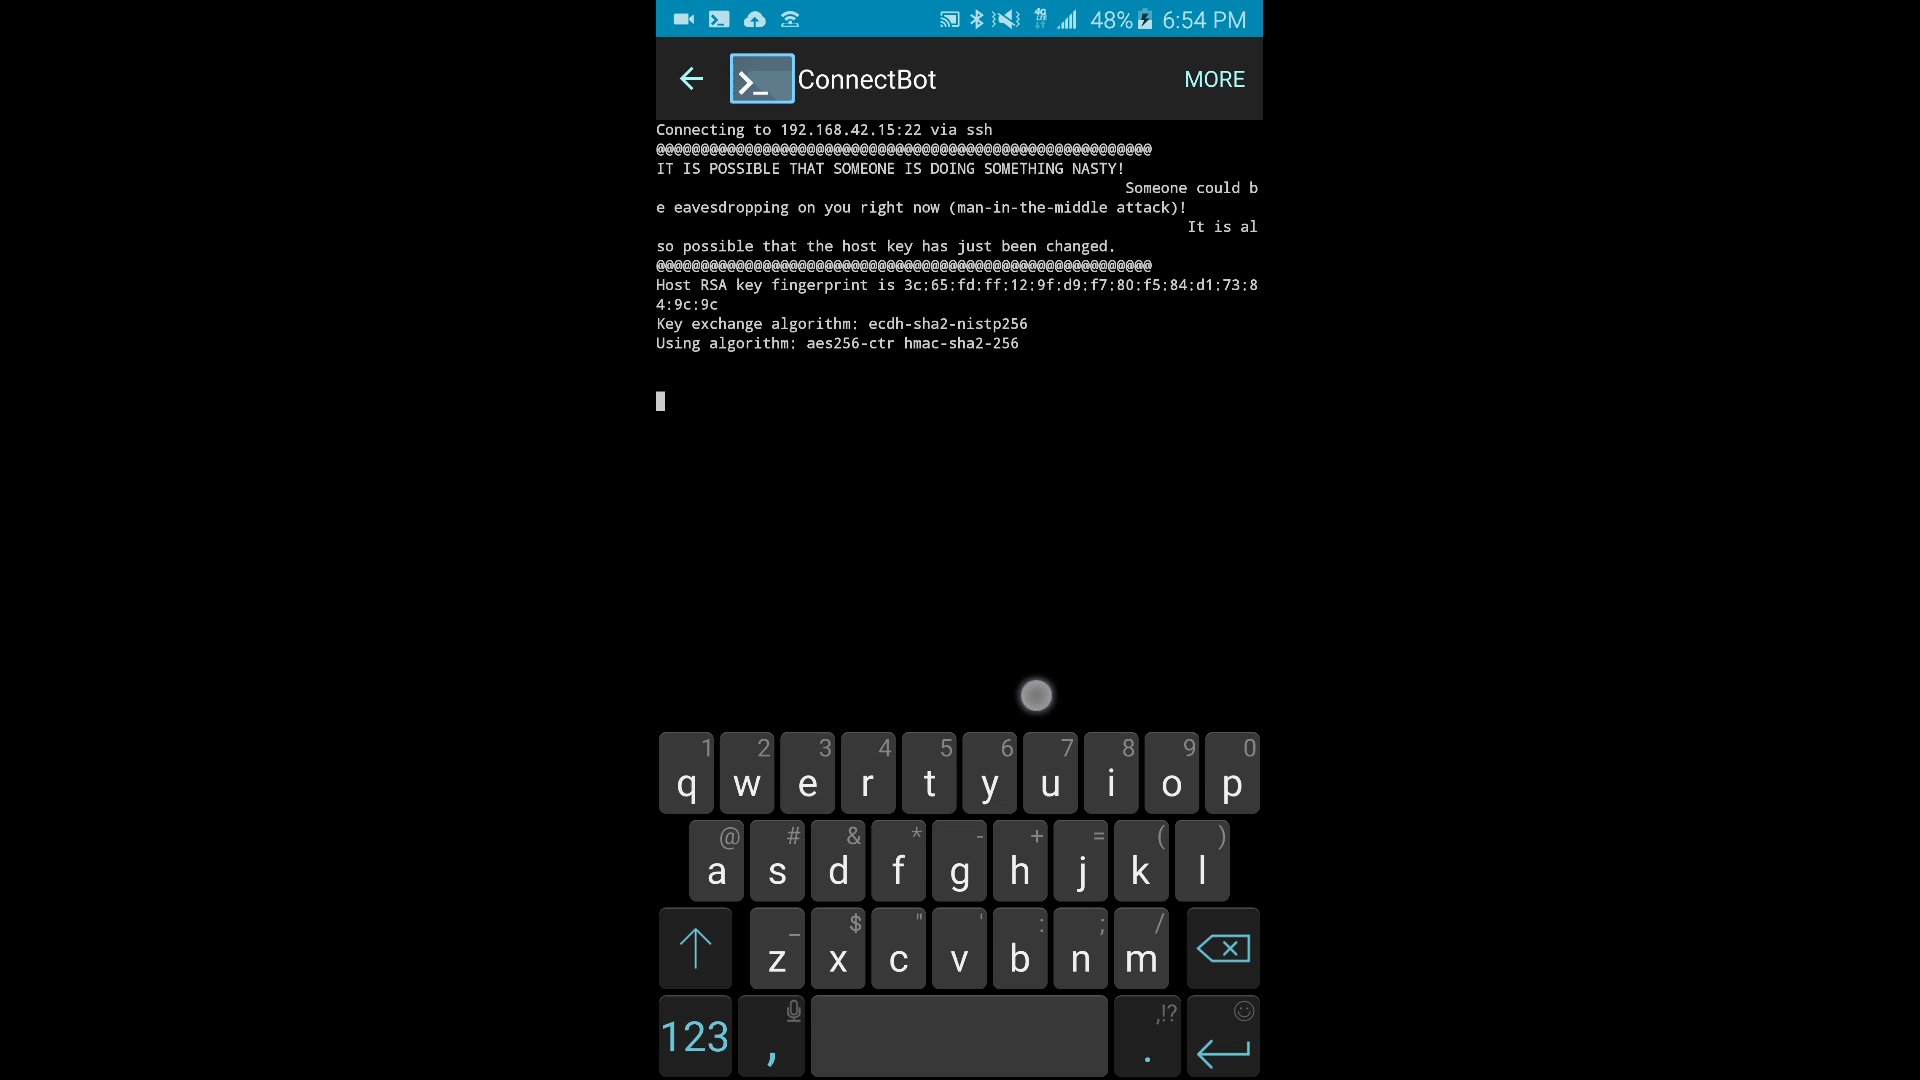 48% 6:54 PM
>_ ConnectBot MORE
Connecting to 192.168.42.15:22 via ssh
@@@@@@@@@@@@@@@@@@@@@@@@@@@@@@@@@@@@@@@@@@@@@@@@@@@@@@@@
IT IS POSSIBLE THAT SOMEONE IS DOING SOMETHING NASTY!
Someone could b
e eavesdropping on you right now (man-in-the-middle attack)!
It is al
so possible that the host key has just been changed.
@@@@@@@@@@@@@@@@@@@@@@@@@@@@@@@@@@@@@@@@@@@@@@@@@@@@@@@@
Host RSA key fingerprint is 3c:65:fd:ff:12:9f:d9:f7:80:f5:84:d1:73:8
4:9c:9c
Key exchange algorithm: ecdh-sha2-nistp256
Using algorithm: aes256-ctr hmac-sha2-256
1 2 3 4 5 6 7 8 9 0
q w e r t y u i o p
@ # & * - + = ( )
a s d f g h j k l
_ $ " ' : ; /
z x c v b n m
,!?
123 , .